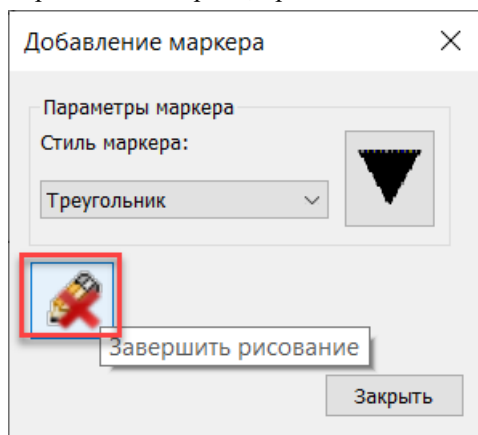 Добавление маркера
Параметры маркера
Стиль маркера:
Треугольник
Завершить рисование
Закрыть